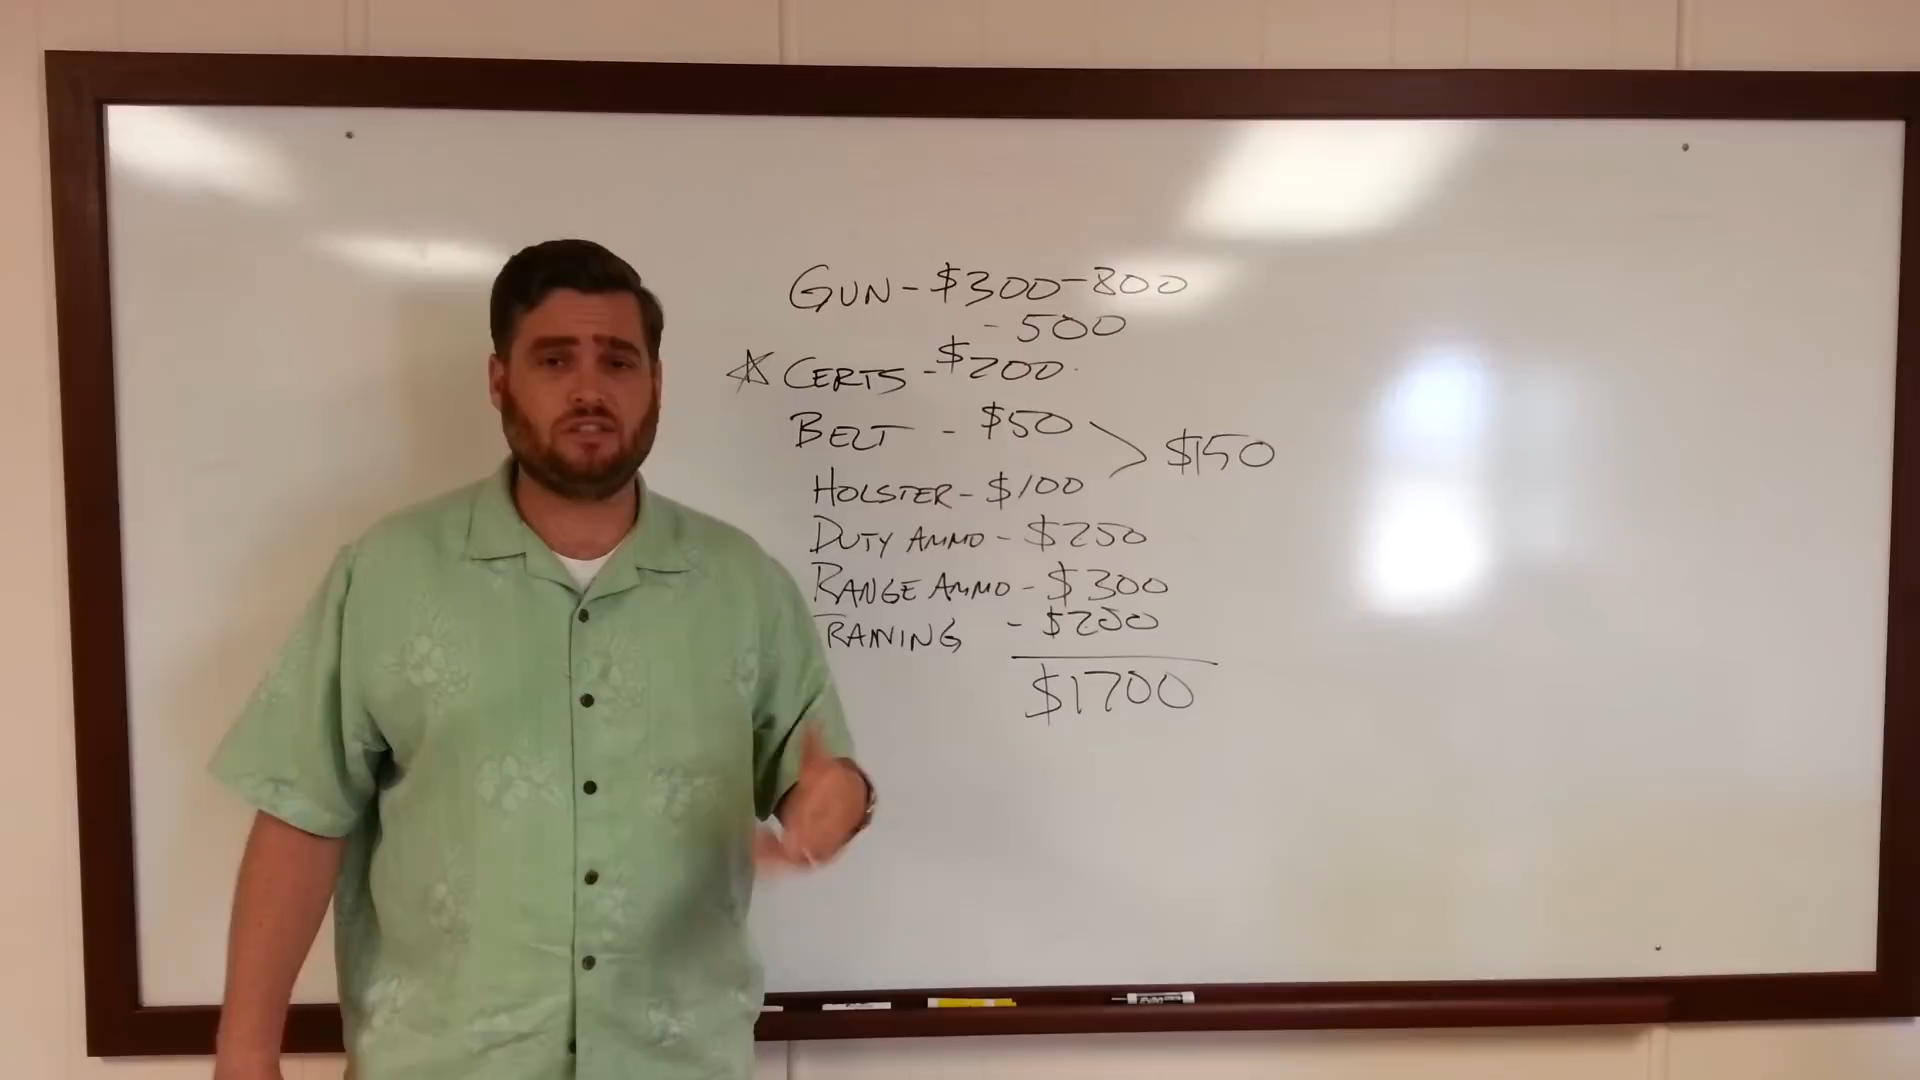 GUN - $300-800
- 500
☆ CERTS - $200
BELT - $50
$150
HOLSTER - $100
DUTY AMMO - $250
RANGE AMMO - $300
TRAINING - $250
$1700